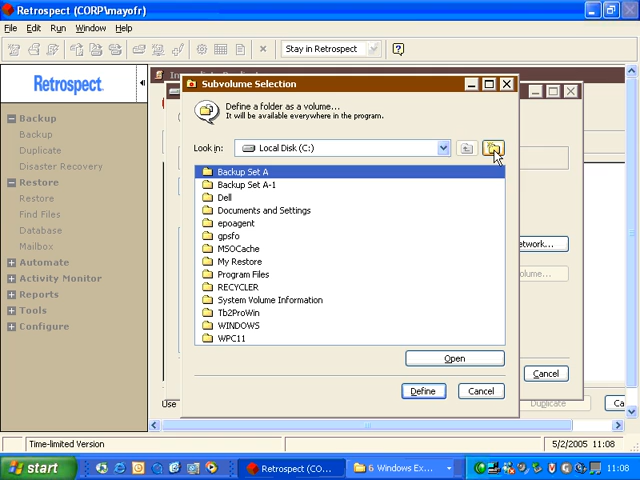 Retrospect (CORP\mayofr)
File Edit Run Window Help
Stay in Retrospect
Retrospect.
Backup
Backup
Duplicate
Disaster Recovery
Restore
Restore
Find Files
Database
Mailbox
Automate
Activity Monitor
Reports
Tools
Configure
Subvolume Selection
Define a folder as a volume...
It will be available everywhere in the program.
Look in: Local Disk (C:)
Backup Set A
Backup Set A-1
Dell
Documents and Settings
epoagent
gpsfo
MSOCache
My Restore
Program Files
RECYCLER
System Volume Information
Tb2ProWin
WINDOWS
WPC11
Open
Define Cancel
etwork...
olume...
Cancel
Use
Duplicate
Ca
Time-limited Version
5/2/2005 11:08
start
Retrospect (CO...
6 Windows Ex...
11:08